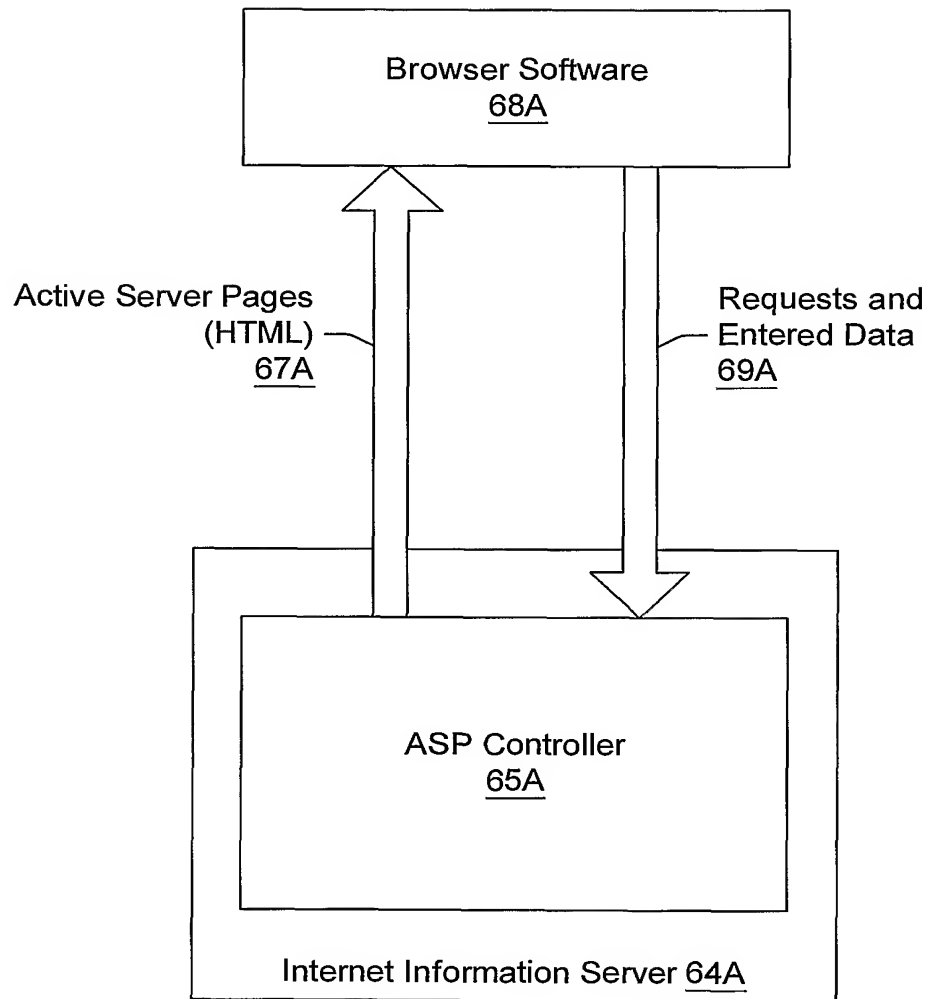 Browser Software
68A
Active Server Pages
(HTML)
67A
Requests and
Entered Data
69A
ASP Controller
65A
Internet Information Server 64A